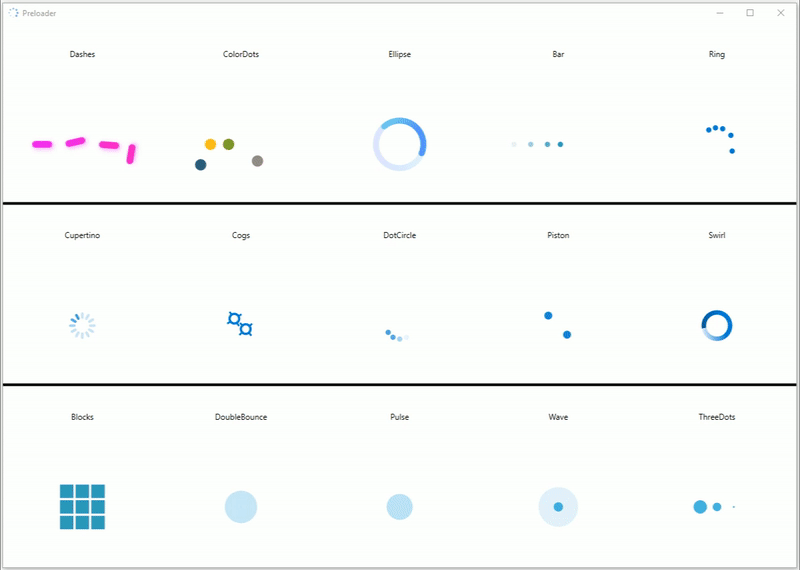 Preloader
Dashes ColorDots Ellipse Bar Ring
Cupertino Cogs DotCircle Piston Swirl
Blocks DoubleBounce Pulse Wave ThreeDots